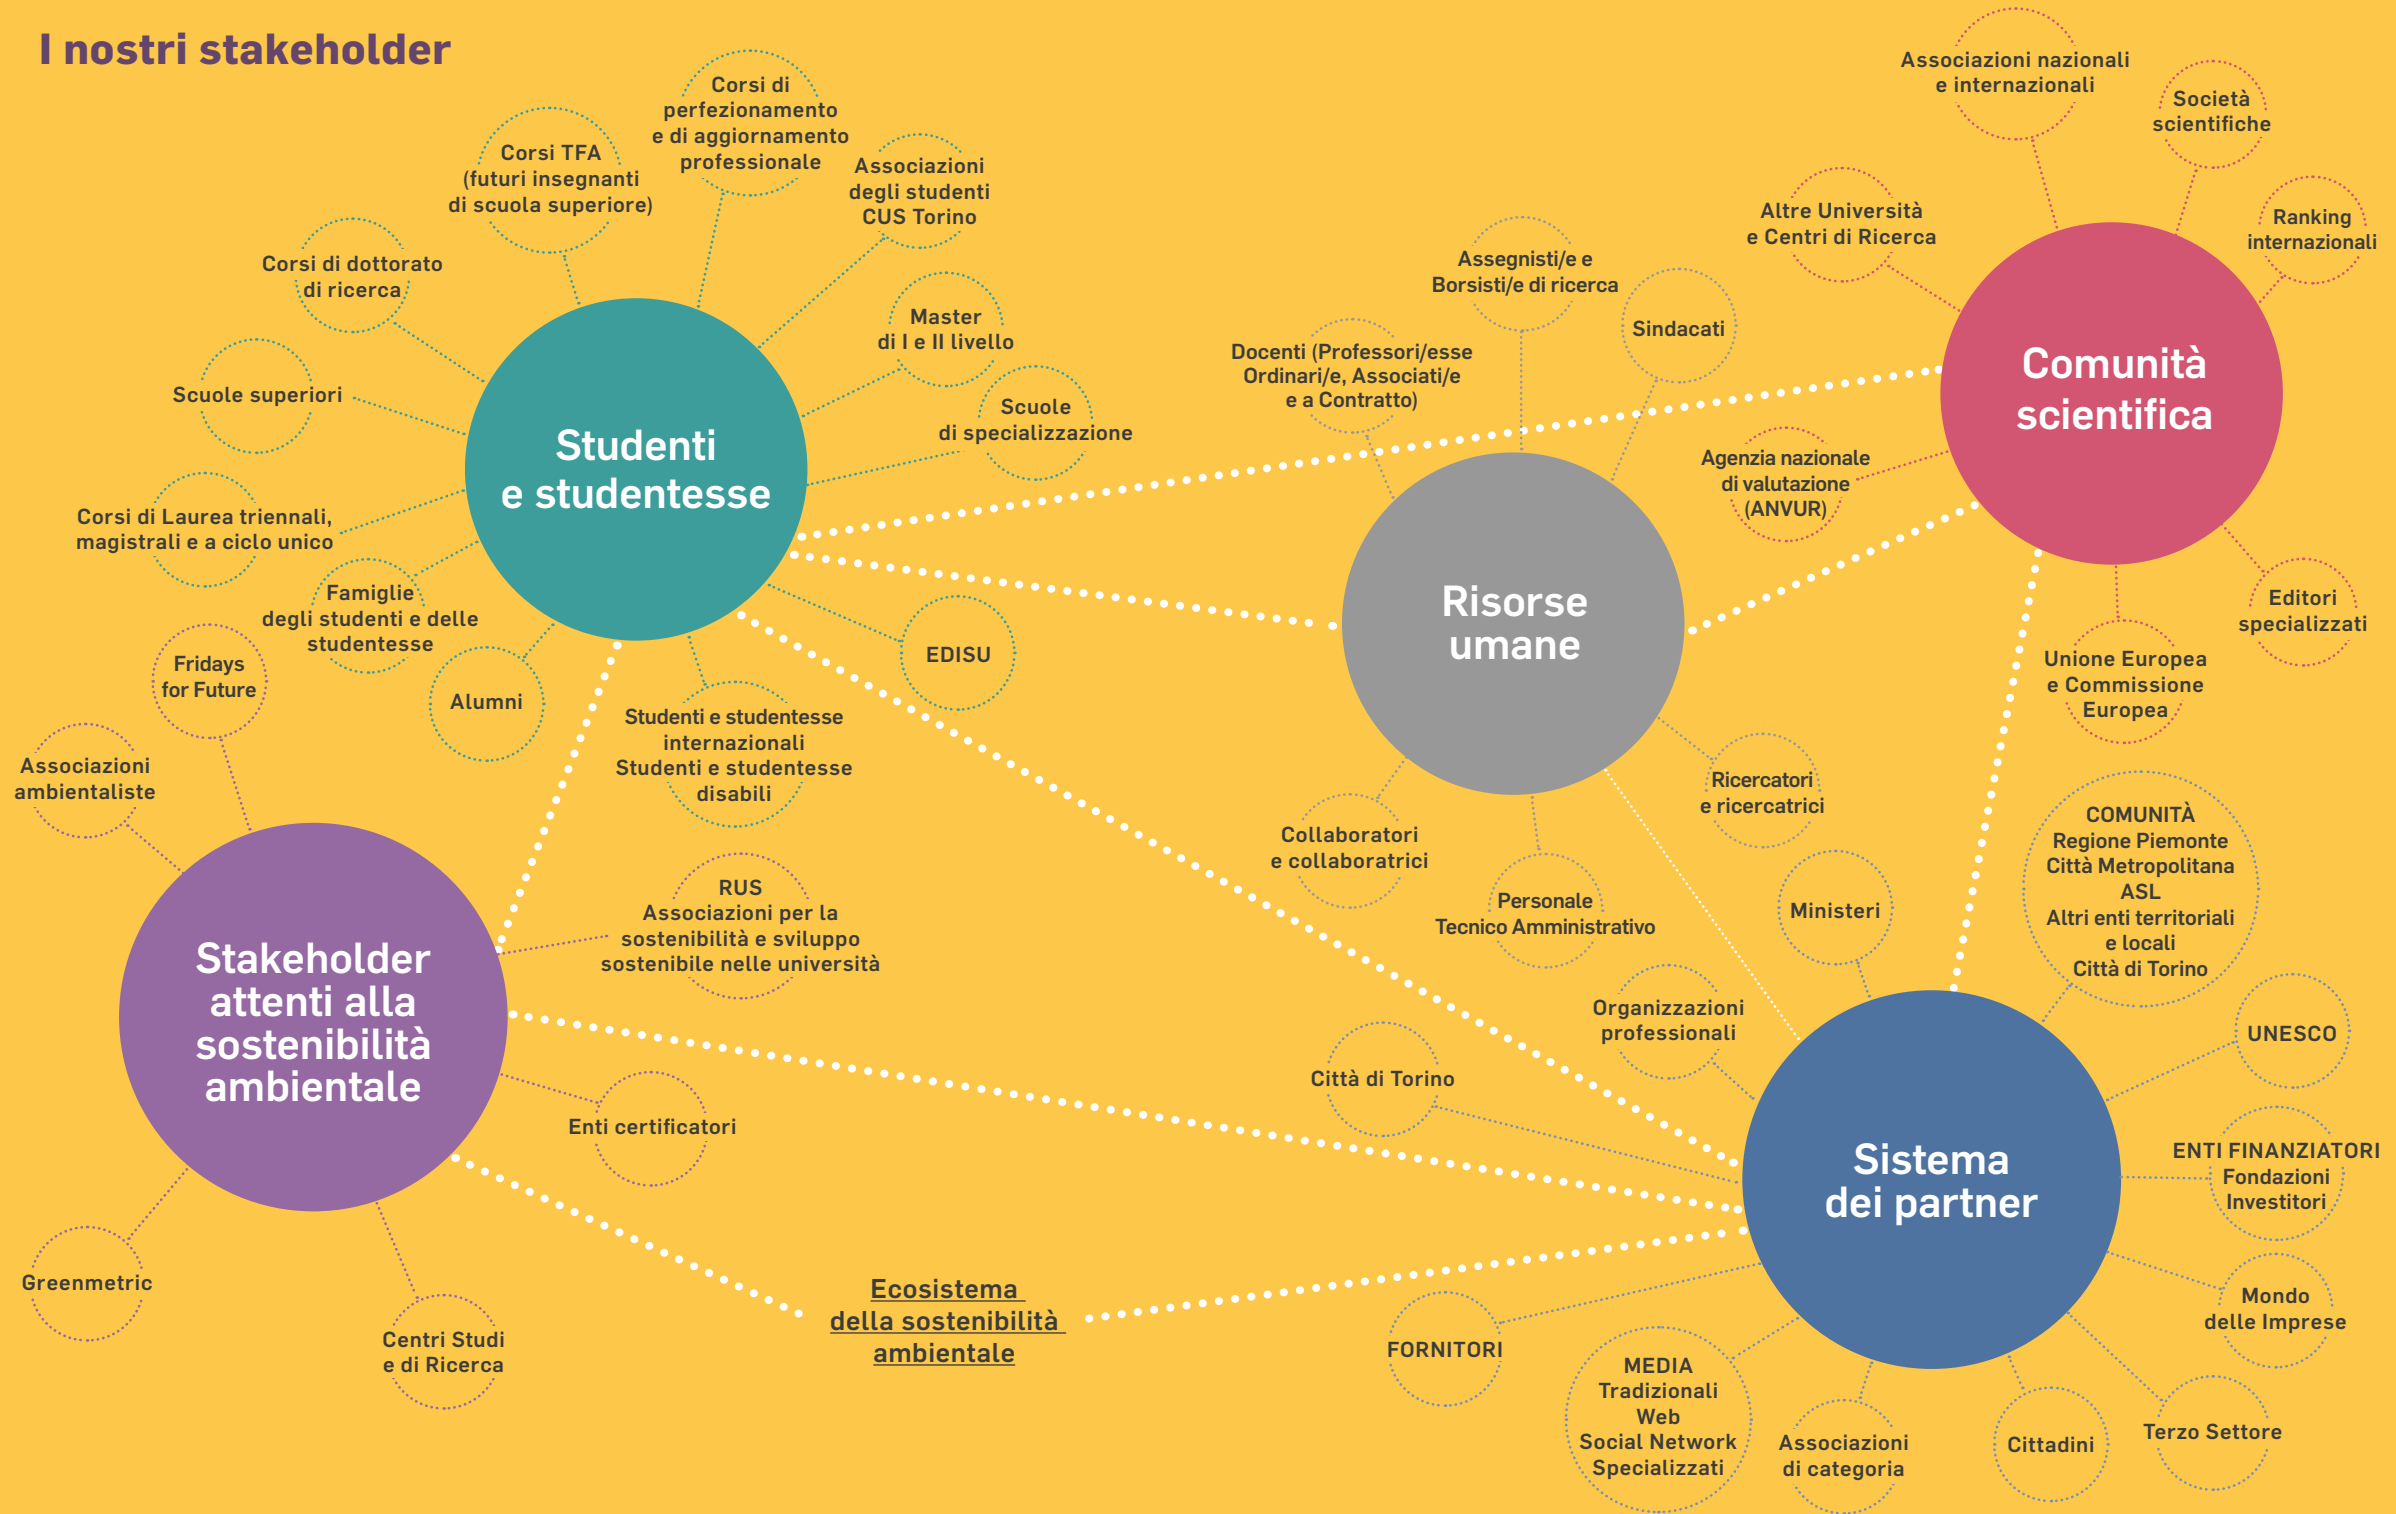 I nostri stakeholder
Corsi di
perfezionamento
e di aggiornamento
professionale
Corsi TFA
(futuri insegnanti
di scuola superiore)
Associazioni
degli studenti
CUS Torino
Corsi di dottorato
di ricerca
Master
di I e II livello
Scuole superiori
Scuole
di specializzazione
Studenti
e studentesse
Corsi di Laurea triennali,
magistrali e a ciclo unico
Famiglie
degli studenti e delle
studentesse
Alumni
EDISU
Studenti e studentesse
internazionali
Studenti e studentesse
disabili
Associazioni nazionali
e internazionali
Società
scientifiche
Altre Università
e Centri di Ricerca
Ranking
internazionali
Comunità
scientifica
Agenzia nazionale
di valutazione
(ANVUR)
Editori
specializzati
Unione Europea
e Commissione
Europea
Assegnisti/e e
Borsisti/e di ricerca
Sindacati
Docenti (Professori/esse
Ordinari/e, Associati/e
e a Contratto)
Risorse
umane
Ricercatori
e ricercatrici
Collaboratori
e collaboratrici
Personale
Tecnico Amministrativo
Fridays
for Future
Associazioni
ambientaliste
RUS
Associazioni per la
sostenibilità e sviluppo
sostenibile nelle università
Stakeholder
attenti alla
sostenibilità
ambientale
Enti certificatori
Greenmetric
Centri Studi
e di Ricerca
Ecosistema
della sostenibilità
ambientale
Ministeri
COMUNITÀ
Regione Piemonte
Città Metropolitana
ASL
Altri enti territoriali
e locali
Città di Torino
Organizzazioni
professionali
UNESCO
Città di Torino
Sistema
dei partner
ENTI FINANZIATORI
Fondazioni
Investitori
Mondo
delle Imprese
FORNITORI
MEDIA
Tradizionali
Web
Social Network
Specializzati
Associazioni
di categoria
Cittadini
Terzo Settore